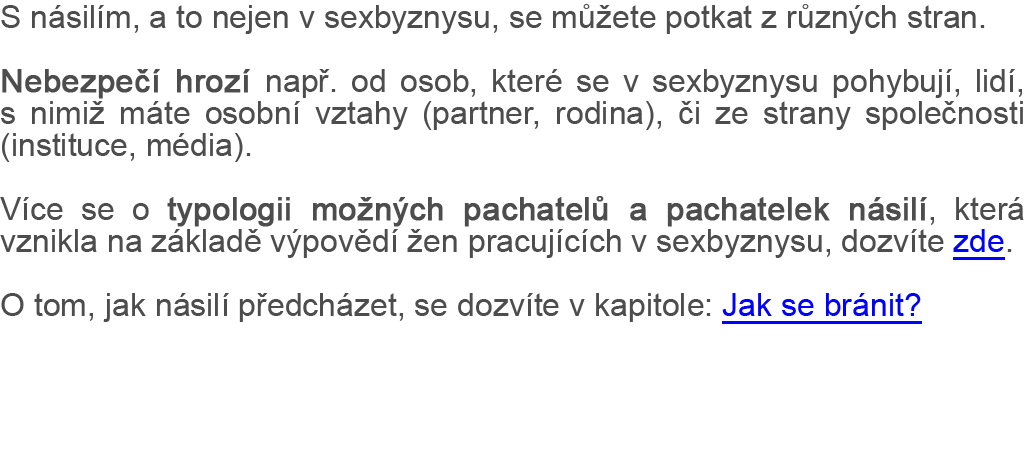 S násilím, a to nejen v sexbyznysu, se můžete potkat z různých stran.
Nebezpečí hrozí např. od osob, které se v sexbyznysu pohybují, lidí,
s nimiž máte osobní vztahy (partner, rodina), či ze strany společnosti
(instituce, média).
Více se o typologii možných pachatelů a pachatelek násilí, která
vznikla na základě výpovědí žen pracujících v sexbyznysu, dozvíte zde.
O tom, jak násilí předcházet, se dozvíte v kapitole: Jak se bránit?